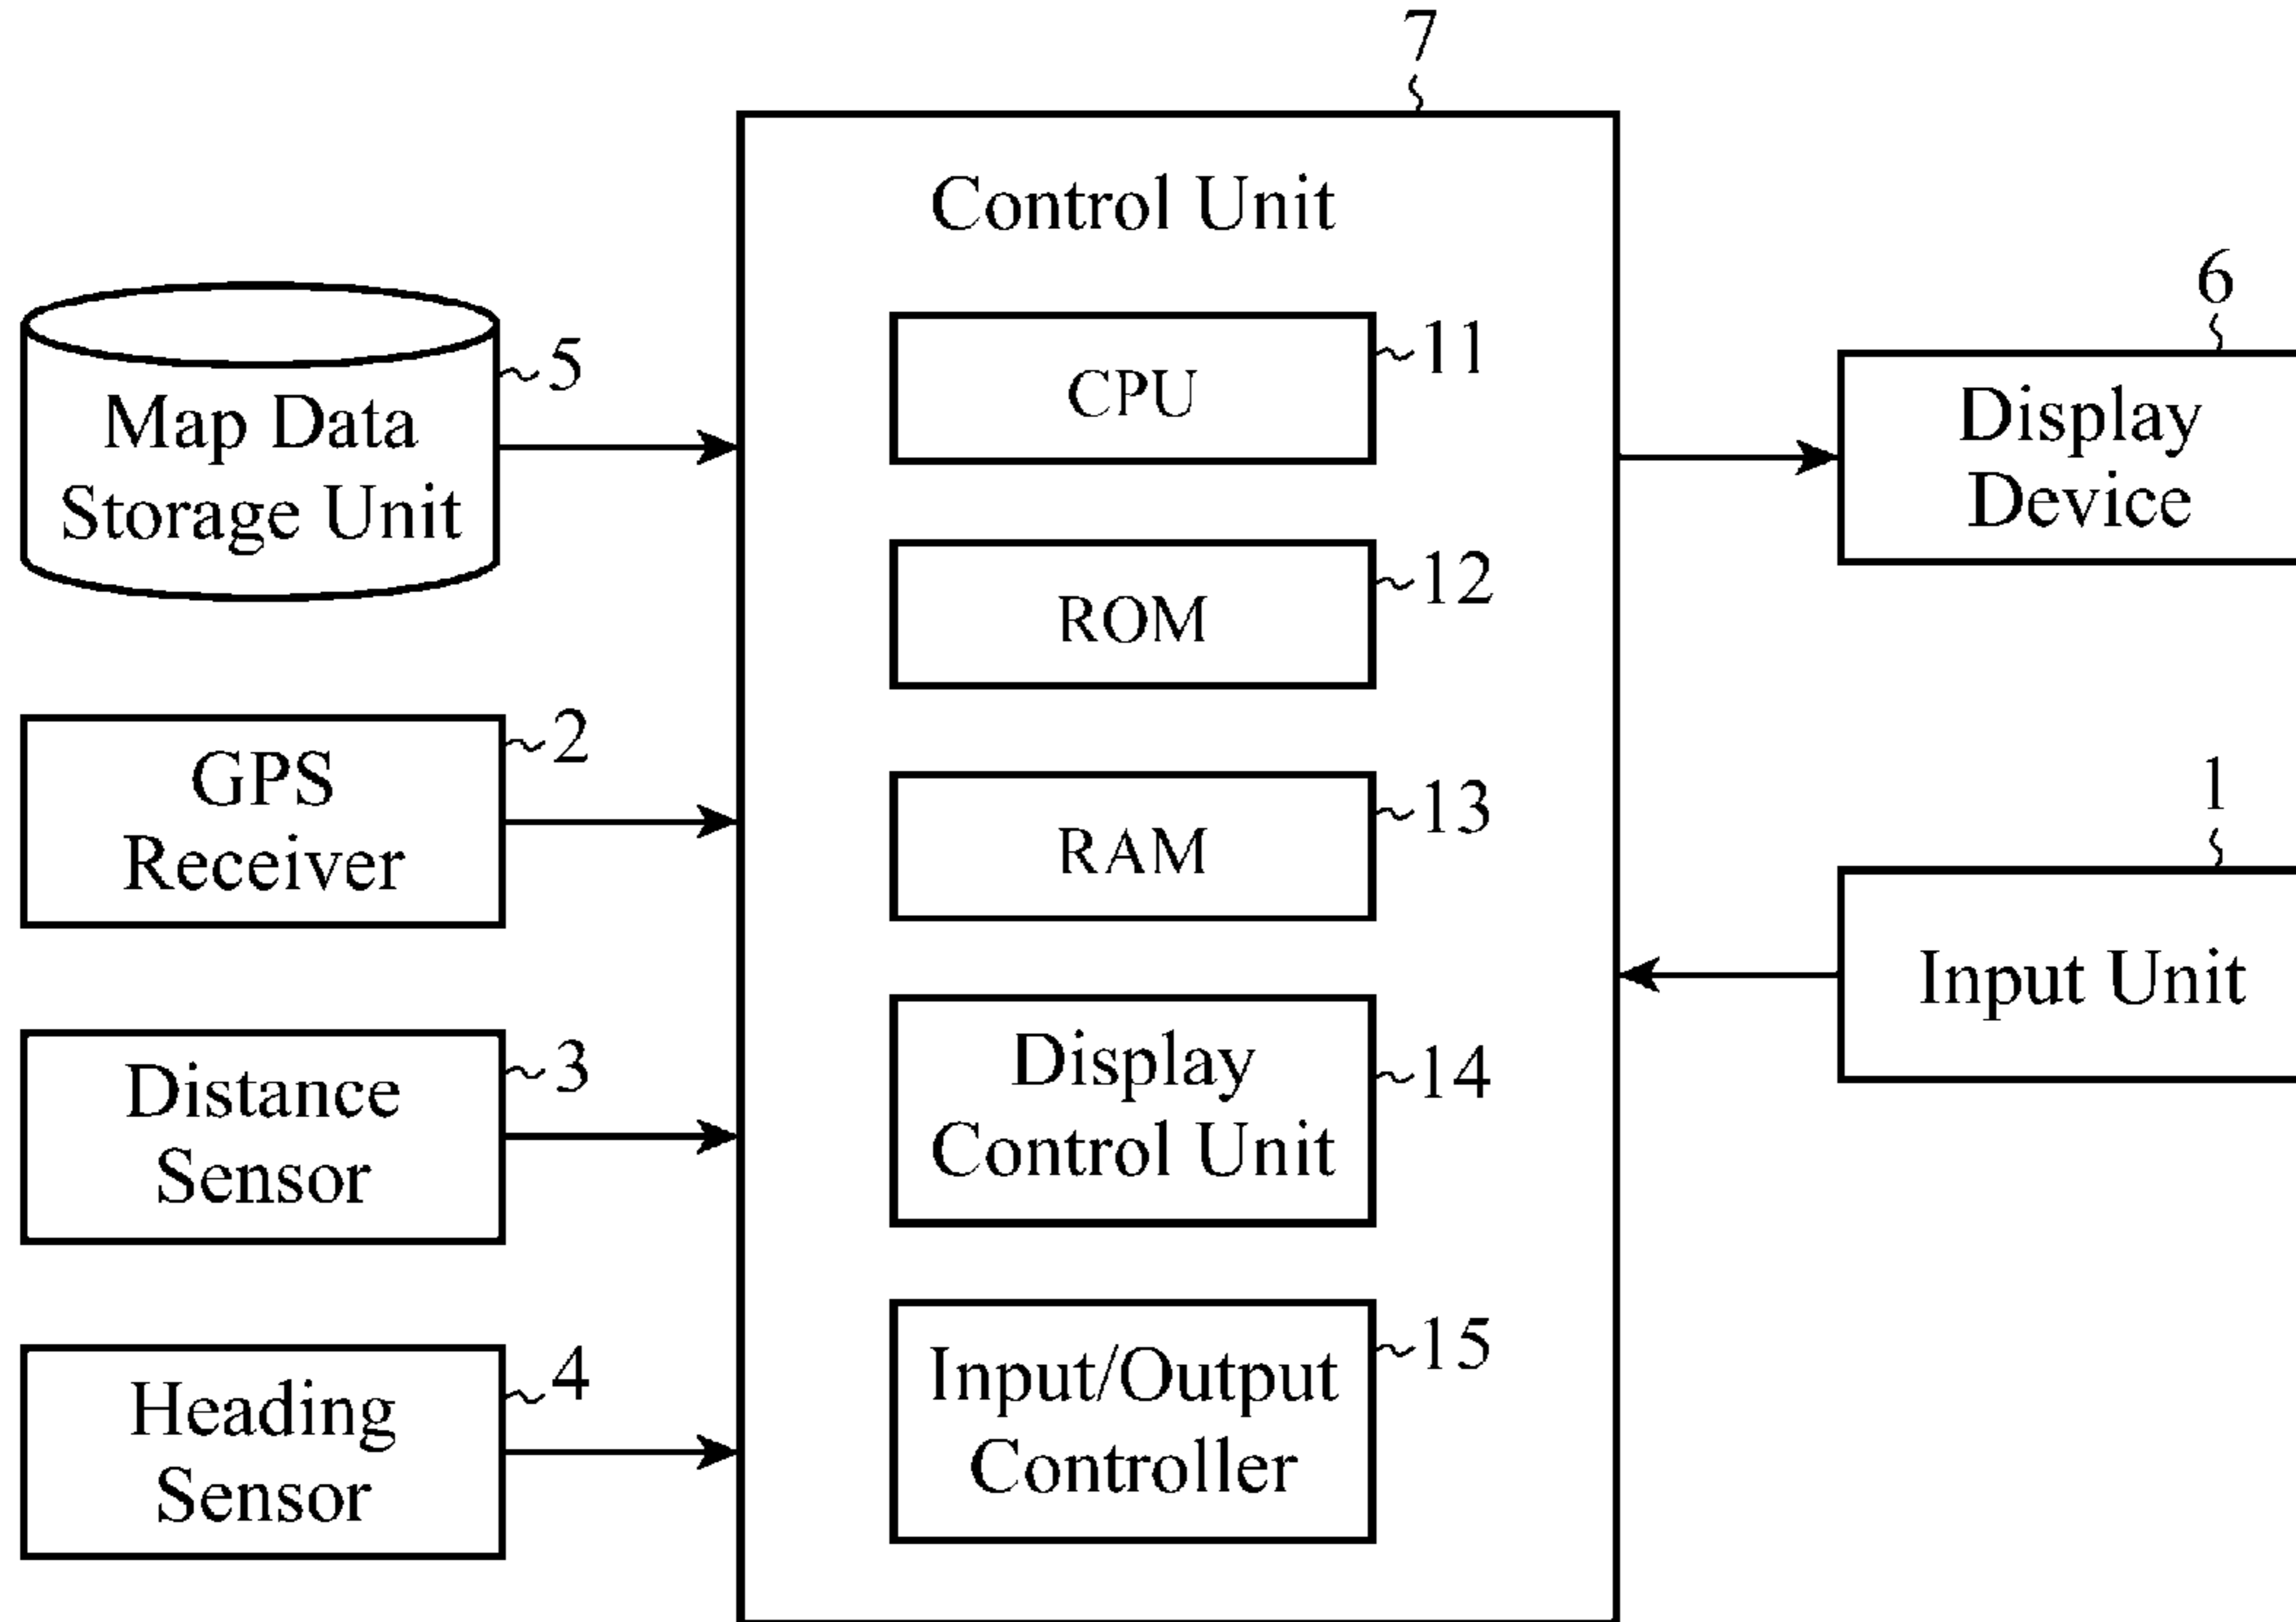 7
Control Unit
5
Map Data
Storage Unit
2
GPS
Receiver
3
Distance
Sensor
4
Heading
Sensor
11
CPU
12
ROM
13
RAM
14
Display
Control Unit
15
Input/Output
Controller
6
Display
Device
1
Input Unit